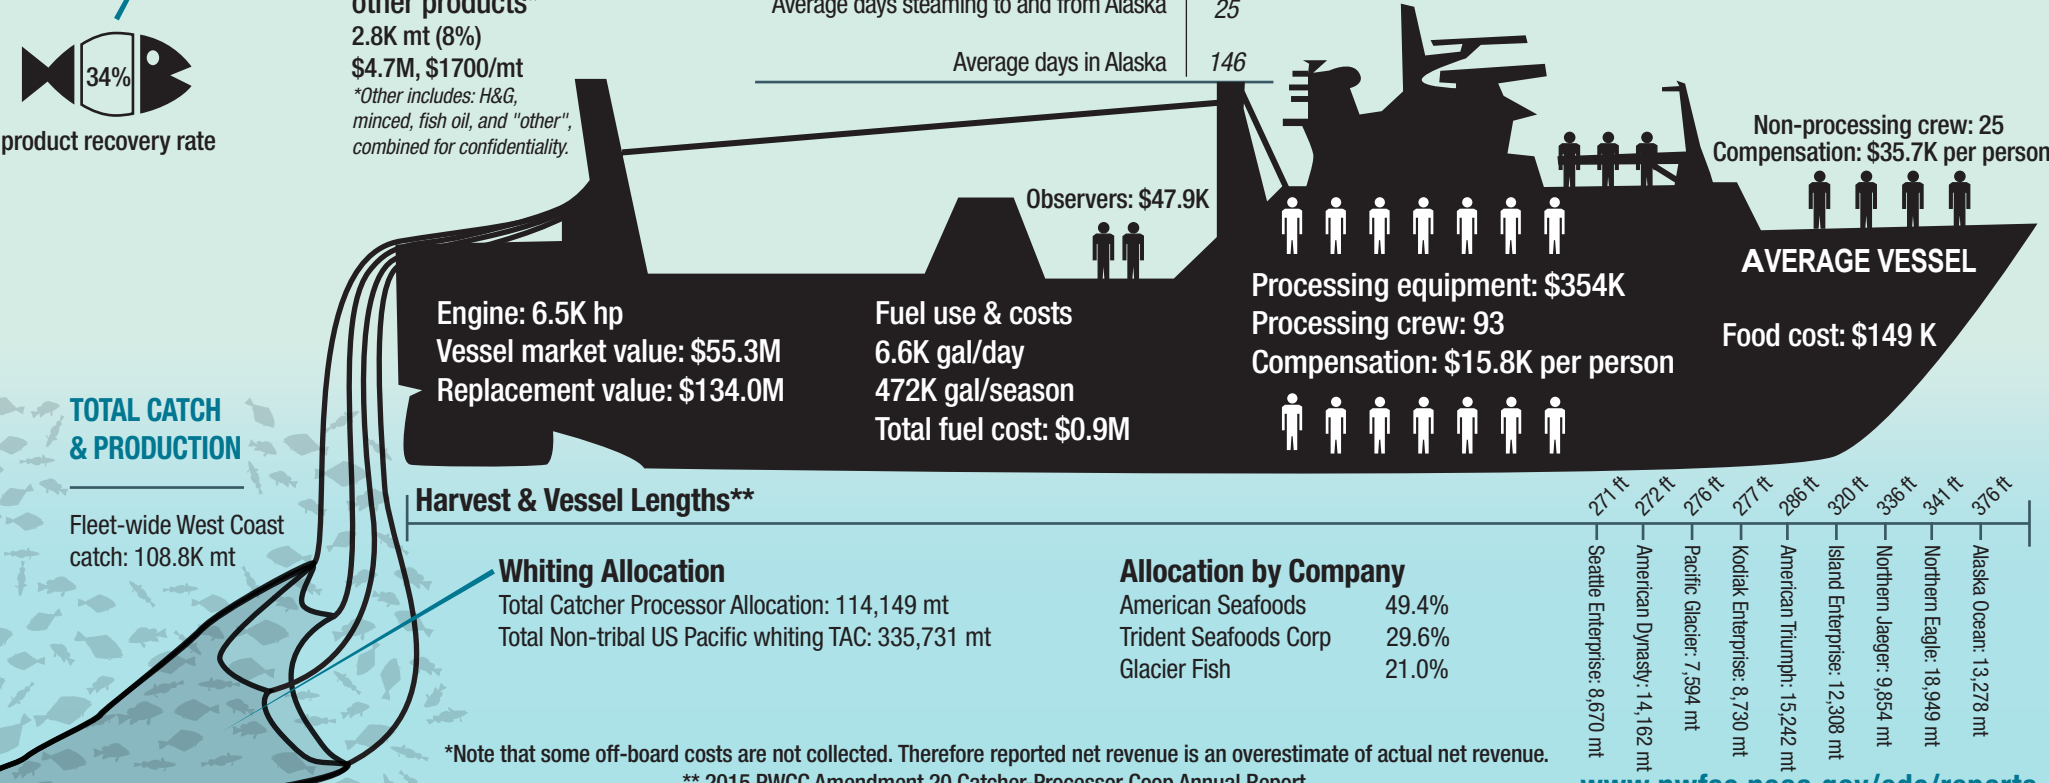 other products*
2.8K mt (8%)
$4.7M, $1700/mt
*Other includes: H&G,
minced, fish oil, and "other",
combined for confidentiality.
34%
product recovery rate
Average days steaming to and from Alaska 25
Average days in Alaska 146
Non-processing crew: 25
Compensation: $35.7K per person
Observers: $47.9K
AVERAGE VESSEL
Engine: 6.5K hp
Vessel market value: $55.3M
Replacement value: $134.0M
Fuel use & costs
6.6K gal/day
472K gal/season
Total fuel cost: $0.9M
Processing equipment: $354K
Processing crew: 93
Compensation: $15.8K per person
Food cost: $149 K
TOTAL CATCH
& PRODUCTION
Fleet-wide West Coast
catch: 108.8K mt
Harvest & Vessel Lengths**
271 ft
272 ft
276 ft
277 ft
286 ft
320 ft
336 ft
341 ft
376 ft
Seattle Enterprise: 8,670 mt
American Dynasty: 14,162 mt
Pacific Glacier: 7,594 mt
Kodiak Enterprise: 8,730 mt
American Triumph: 15,242 mt
Island Enterprise: 12,308 mt
Northern Jaeger: 9,854 mt
Northern Eagle: 18,949 mt
Alaska Ocean: 13,278 mt
Whiting Allocation
Total Catcher Processor Allocation: 114,149 mt
Total Non-tribal US Pacific whiting TAC: 335,731 mt
Allocation by Company
American Seafoods 49.4%
Trident Seafoods Corp 29.6%
Glacier Fish 21.0%
*Note that some off-board costs are not collected. Therefore reported net revenue is an overestimate of actual net revenue.
** 2015 PWCC Amendment 20 Catcher-Processor Coop Annual Report
www.nwfsc.noaa.gov/edc/reports